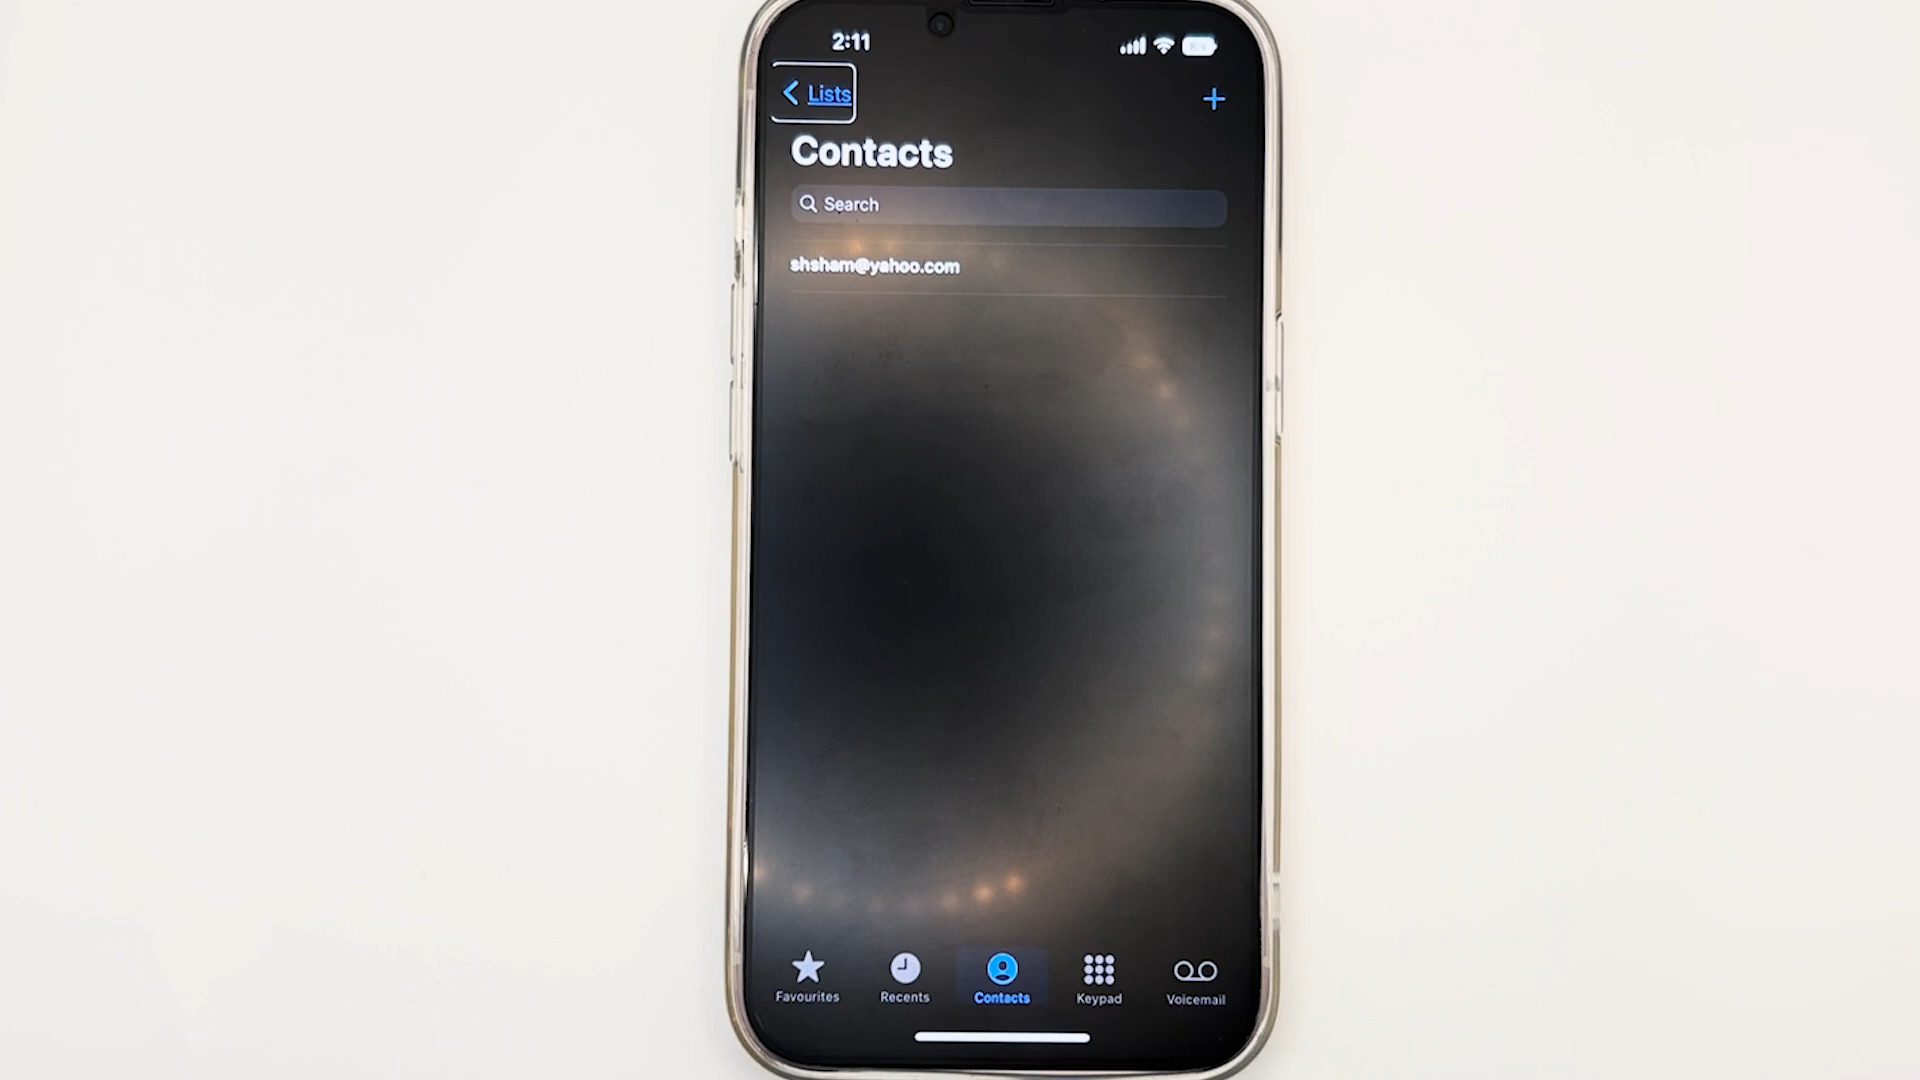 2:11
Lists
Contacts
Search
shsham@yahoo.com
Favourites
Recents
Contacts
Keypad
Voicemail